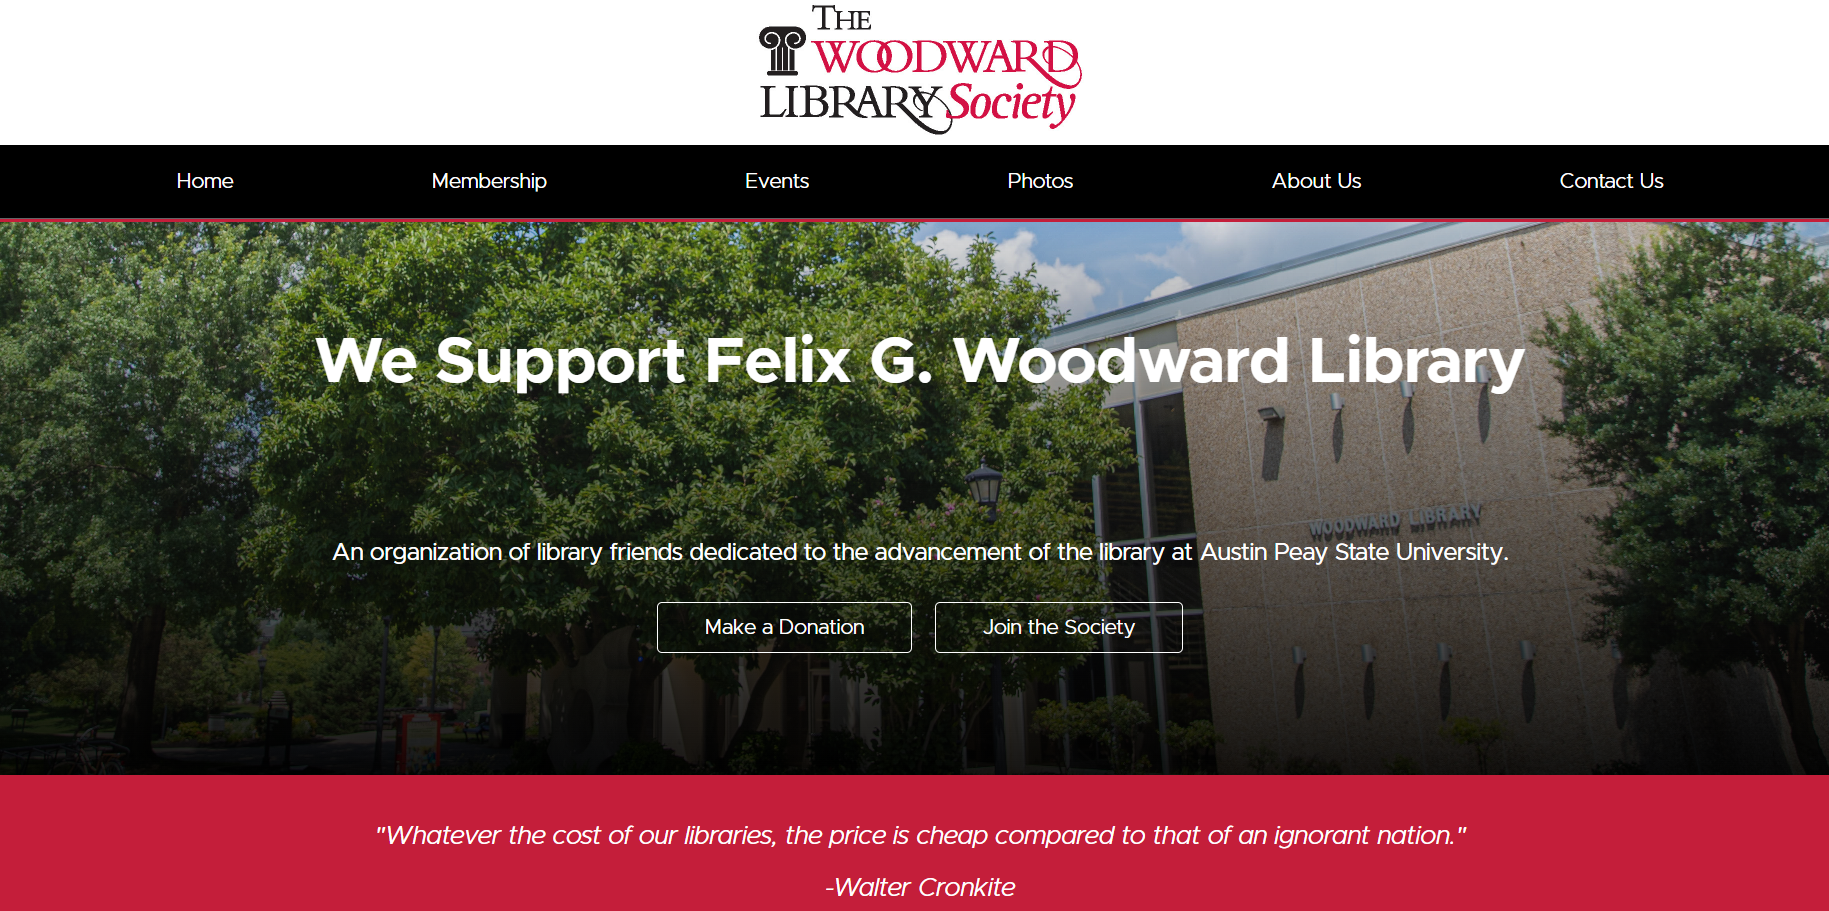 THE
WOODWARD
LIBRARY Society
Home Membership Events Photos About Us Contact Us
We Support Felix G. Woodward Library
WOODWARD LIBRARY
An organization of library friends dedicated to the advancement of the library at Austin Peay State University.
Make a Donation Join the Society
"Whatever the cost of our libraries, the price is cheap compared to that of an ignorant nation."
-Walter Cronkite